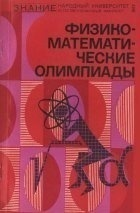 ЗНАНИЕ
НАРОДНЫЙ УНИВЕРСИТЕТ
ФИЗИКО-
МАТЕМАТИ-
ЧЕСКИЕ
ОЛИМПИАДЫ